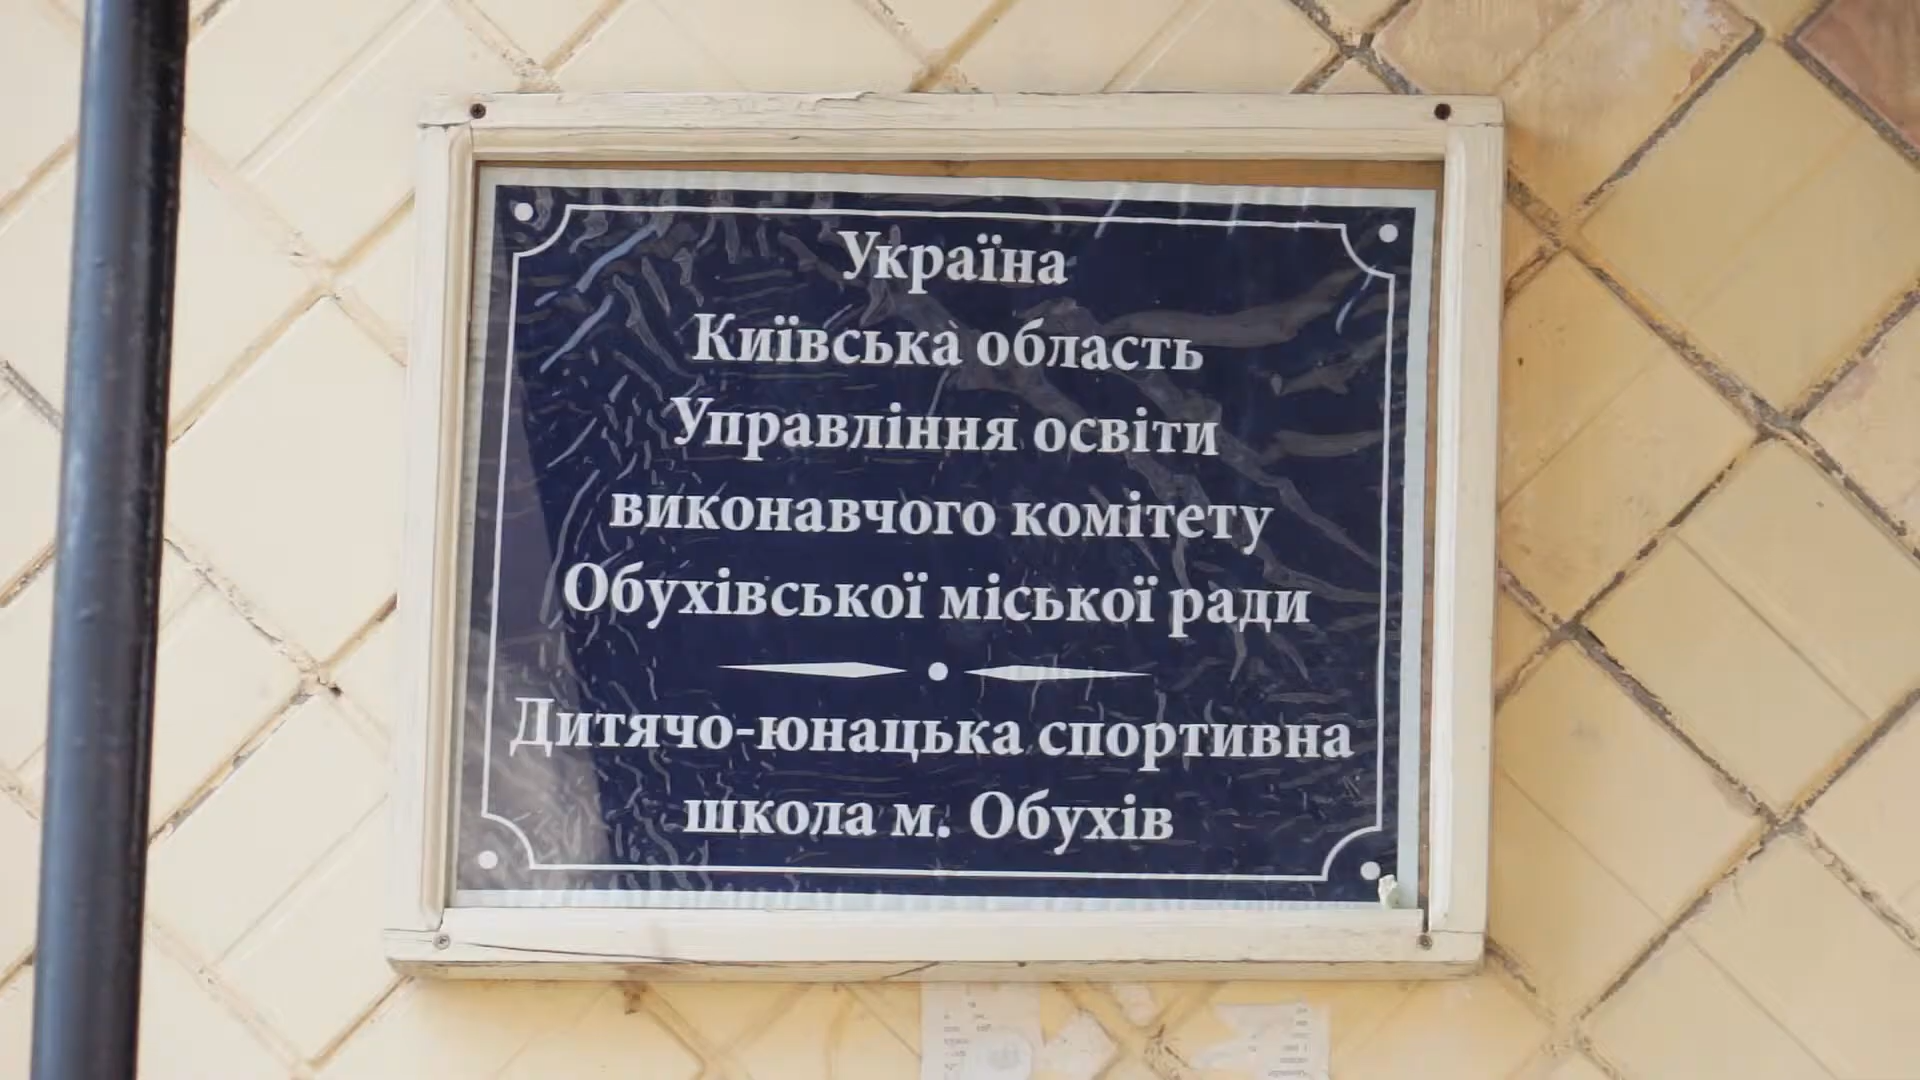 Україна
Київська область
Управління освіти
виконавчого комітету
Обухівської міської ради
Дитячо-юнацька спортивна
школа м. Обухів